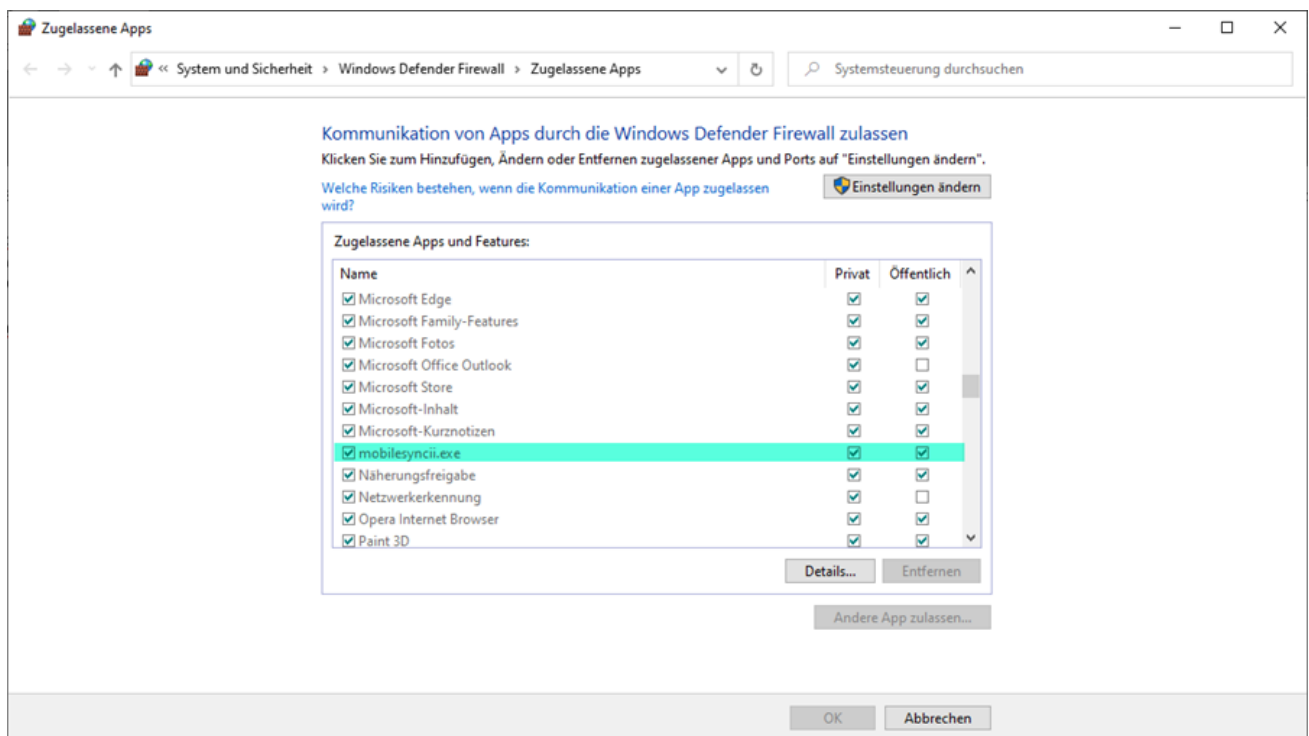 Zugelassene Apps
« System und Sicherheit › Windows Defender Firewall › Zugelassene Apps
Systemsteuerung durchsuchen
Kommunikation von Apps durch die Windows Defender Firewall zulassen
Klicken Sie zum Hinzufügen, Ändern oder Entfernen zugelassener Apps und Ports auf "Einstellungen ändern".
Welche Risiken bestehen, wenn die Kommunikation einer App zugelassen
wird?
Einstellungen ändern
Zugelassene Apps und Features:
Name Privat Öffentlich
Microsoft Edge
Microsoft Family-Features
Microsoft Fotos
Microsoft Office Outlook
Microsoft Store
Microsoft-Inhalt
Microsoft-Kurznotizen
mobilesyncii.exe
Näherungsfreigabe
Netzwerkerkennung
Opera Internet Browser
Paint 3D
Details... Entfernen
Andere App zulassen...
OK Abbrechen